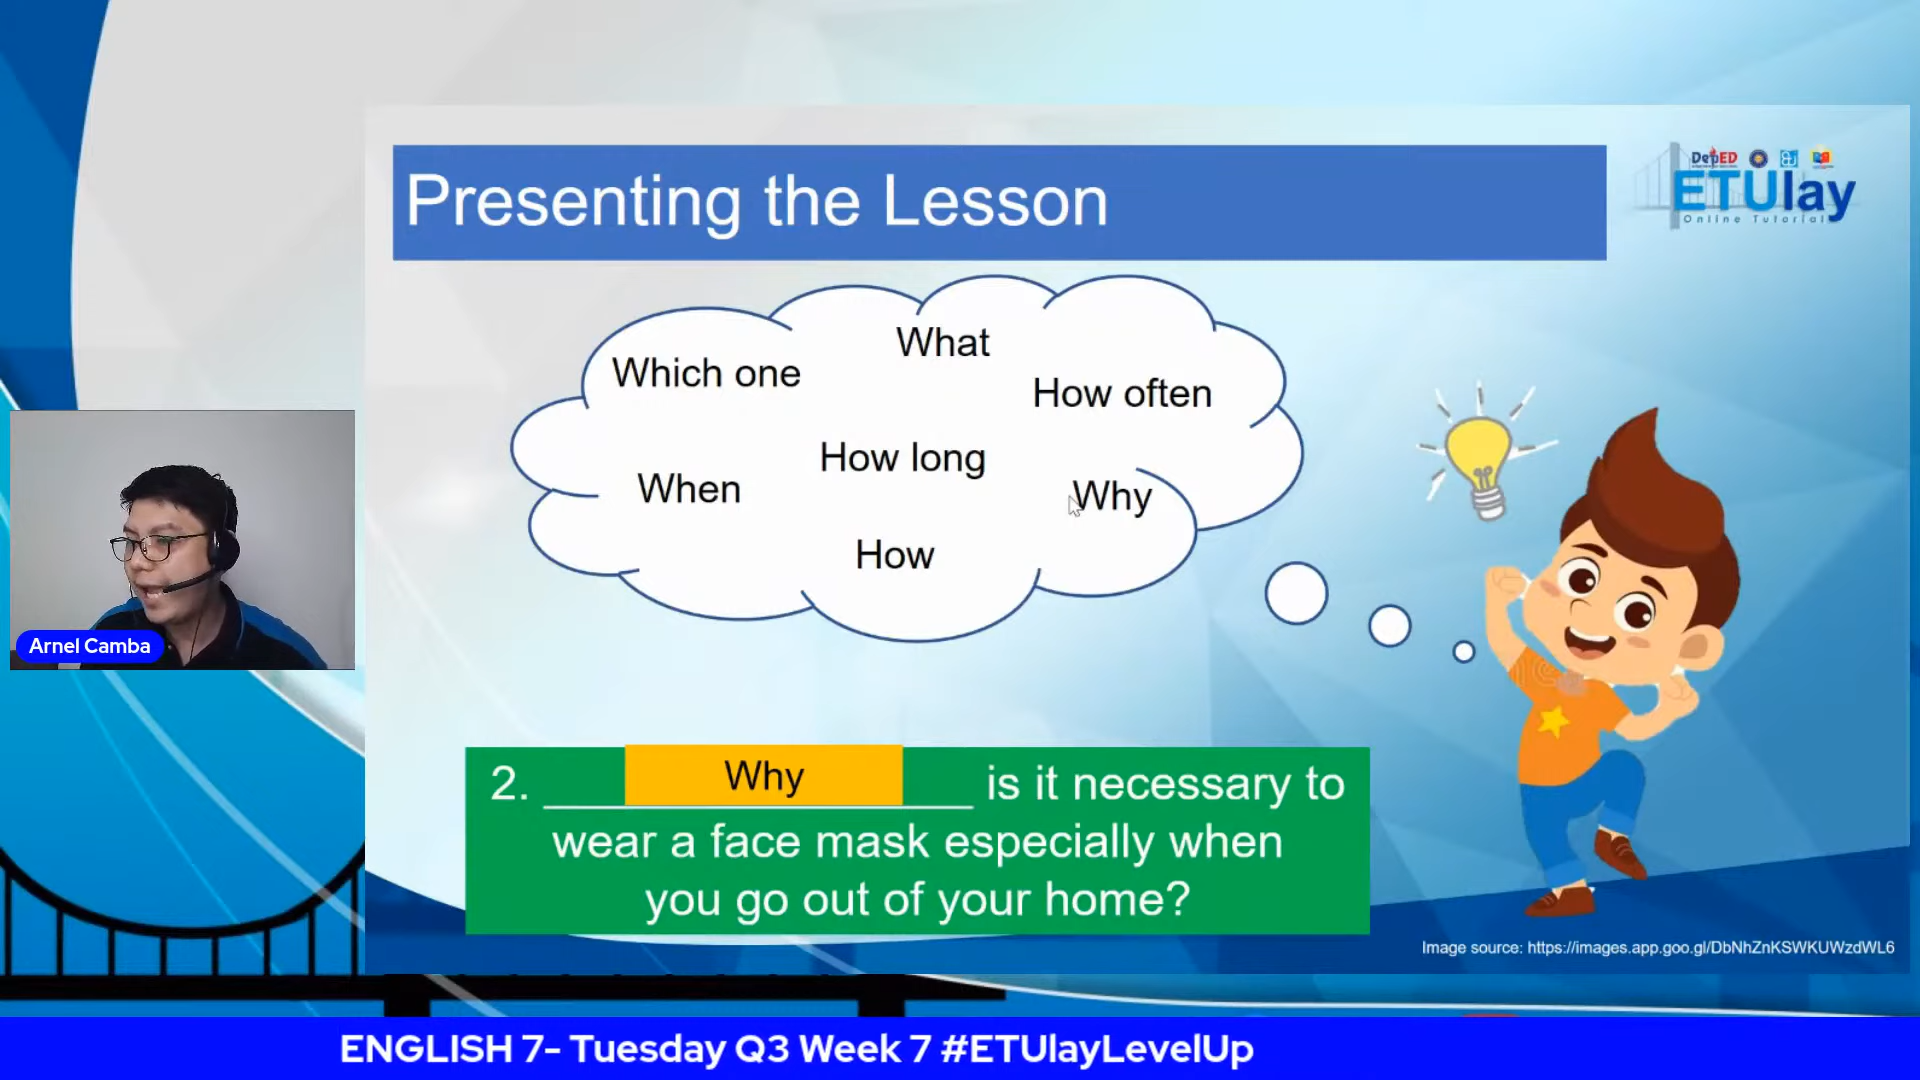 Presenting the Lesson
DepED
ETUlay
Online Tutorial
What
Which one
How often
How long
When
Why
How
Arnel Camba
2. Why is it necessary to
wear a face mask especially when
you go out of your home?
Image source: https://images.app.goo.gl/DbNhZnKSWKUWzdWL6
ENGLISH 7- Tuesday Q3 Week 7 #ETUlayLevelUp